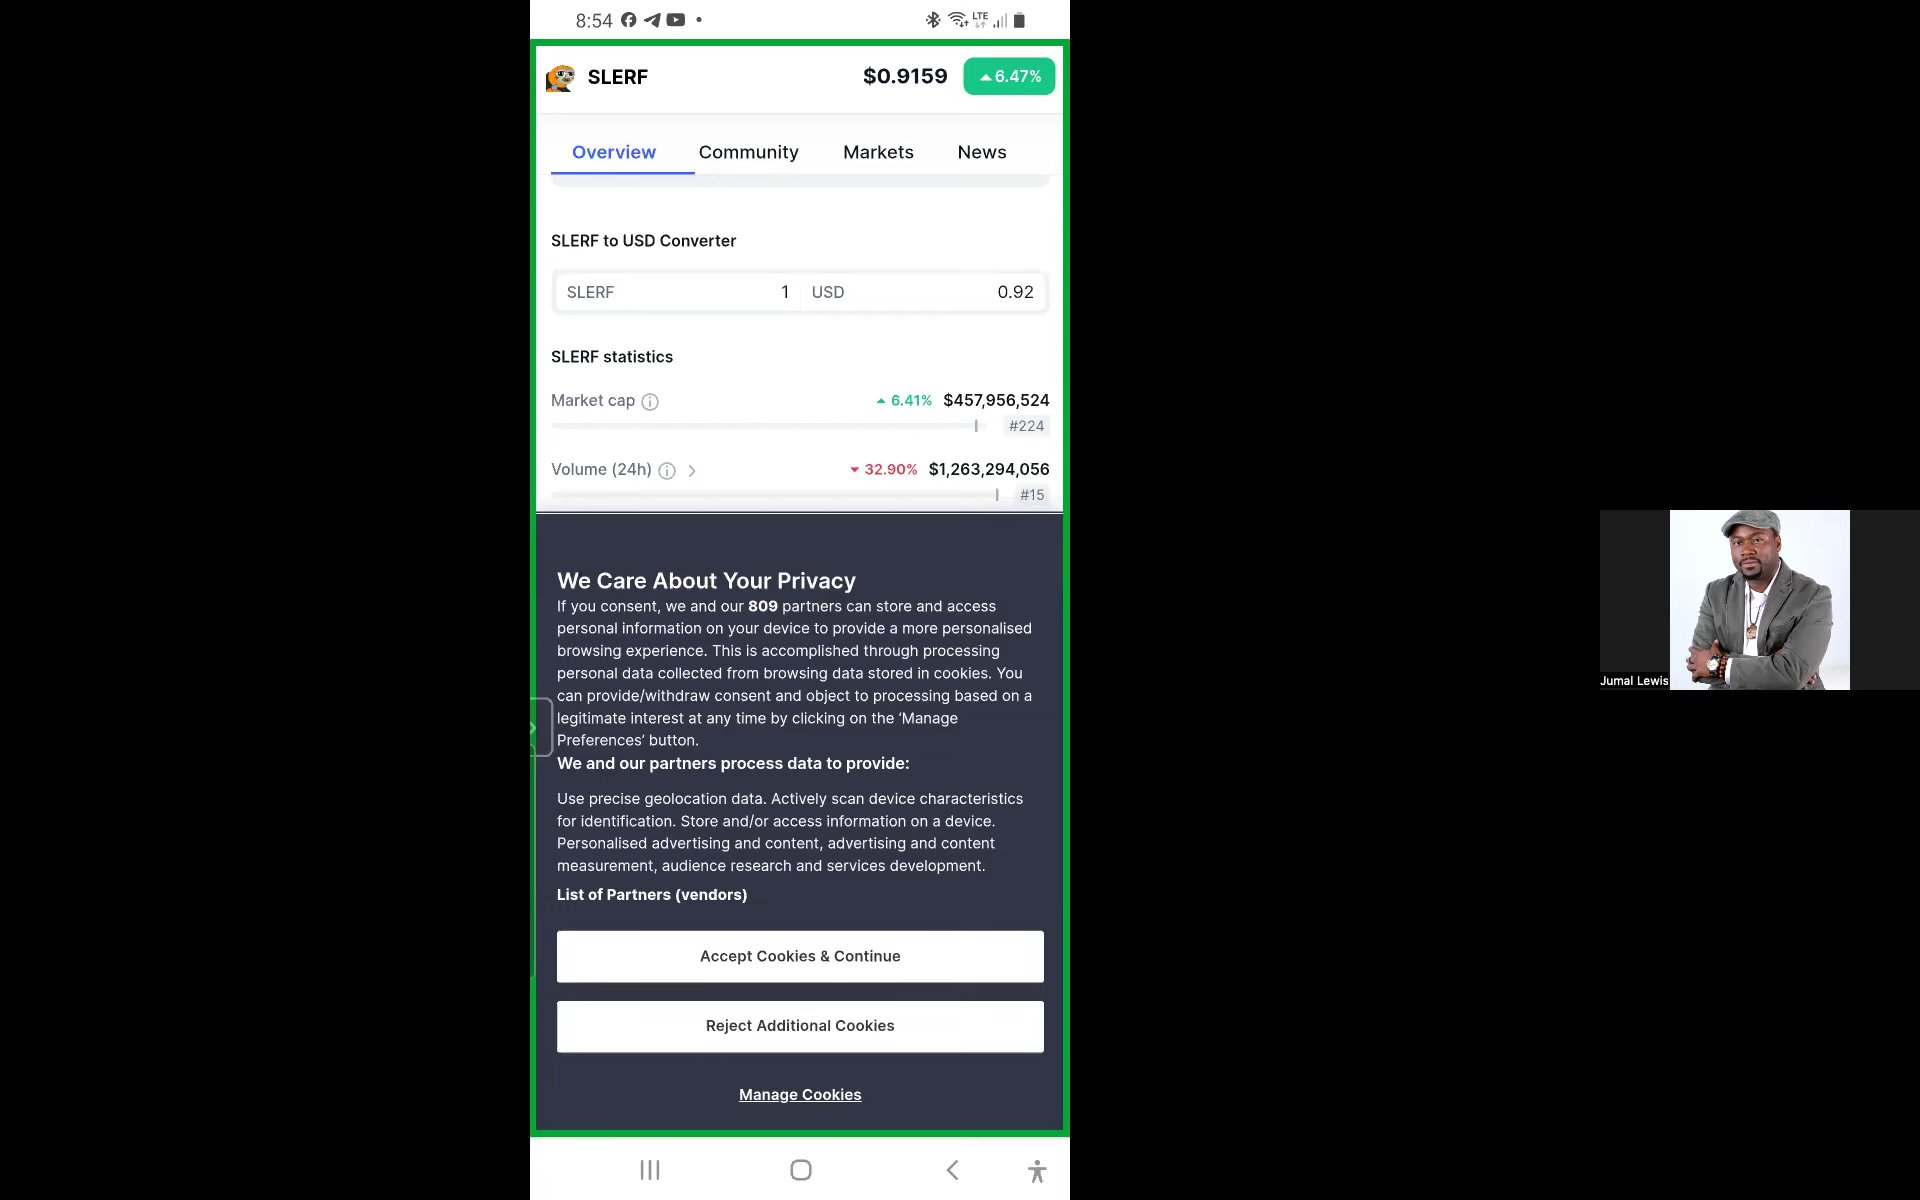 8:54
LTE
SLERF
$0.9159
6.47%
Overview Community Markets News
SLERF to USD Converter
SLERF 1 USD 0.92
SLERF statistics
Market cap 6.41% $457,956,524
#224
Volume (24h) 32.90% $1,263,294,056
#15
We Care About Your Privacy
If you consent, we and our 809 partners can store and access
personal information on your device to provide a more personalised
browsing experience. This is accomplished through processing
personal data collected from browsing data stored in cookies. You
can provide/withdraw consent and object to processing based on a
legitimate interest at any time by clicking on the ‘Manage
Preferences’ button.
We and our partners process data to provide:
Use precise geolocation data. Actively scan device characteristics
for identification. Store and/or access information on a device.
Personalised advertising and content, advertising and content
measurement, audience research and services development.
List of Partners (vendors)
Accept Cookies & Continue
Reject Additional Cookies
Manage Cookies
Jumal Lewis